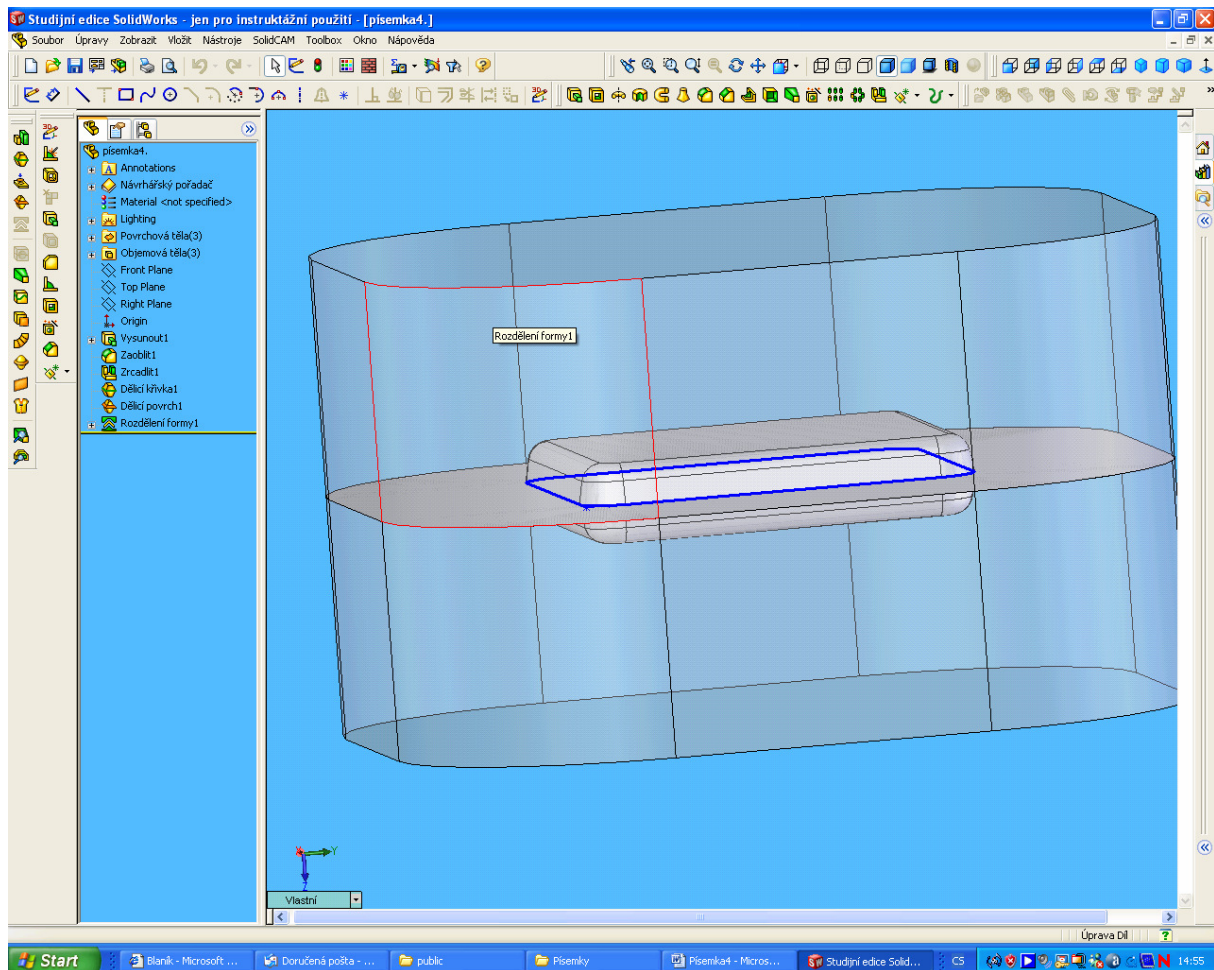 Studijní edice SolidWorks - jen pro instruktážní použití - [písemka4.]
Soubor Úpravy Zobrazit Vložit Nástroje SolidCAM Toolbox Okno Nápověda
písemka4.
Annotations
Návrhářský pořadač
Material <not specified>
Lighting
Povrchová těla(3)
Objemová těla(3)
Front Plane
Top Plane
Right Plane
Origin
Vysunout1
Zaoblit1
Zrcadlit1
Dělicí křivka1
Dělicí povrch1
Rozdělení formy1
Rozdělení formy1
Y
Z
Vlastní
Úprava Díl
Start
Blaník - Microsoft ...
Doručená pošta - ...
public
Písemky
Písemka4 - Micros...
Studijní edice Solid...
CS
14:55